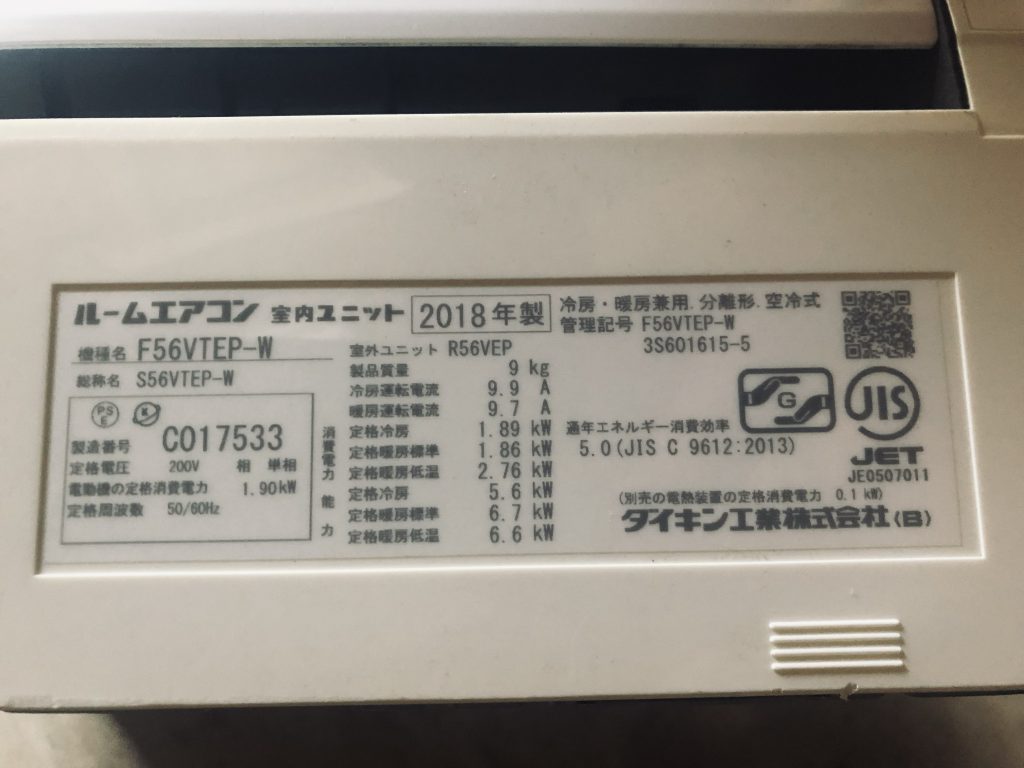 ルームエアコン 室内ユニット 2018年製
機種名 F56VTEP-W
総称名 S56VTEP-W
PS
E
製造番号 C017533
定格電圧 200V 相 単相
電動機の定格消費電力 1.90kW
定格周波数 50/60Hz
室外ユニット R56VEP
製品質量 9 kg
冷房運転電流 9.9 A
暖房運転電流 9.7 A
消費電力
定格冷房 1.89 kW
定格暖房標準 1.86 kW
定格暖房低温 2.76 kW
能力
定格冷房 5.6 kW
定格暖房標準 6.7 kW
定格暖房低温 6.6 kW
冷房・暖房兼用.分離形.空冷式
管理記号 F56VTEP-W
3S601615-5
G
JIS
通年エネルギー消費効率
5.0(JIS C 9612:2013)
JET
JE0507011
(別売の電熱装置の定格消費電力 0.1 kW)
ダイキン工業株式会社(B)